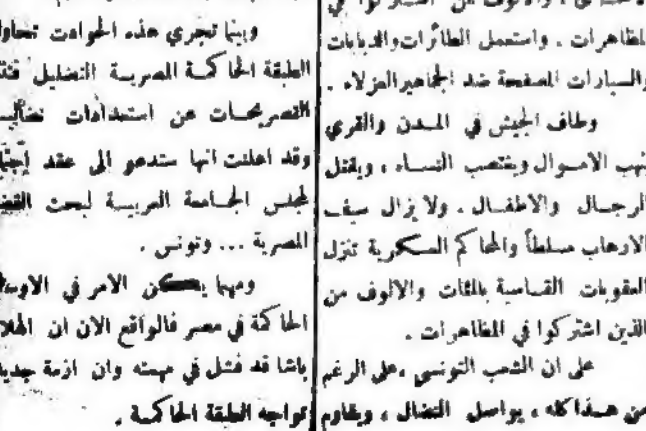 المظاهرات . واستعمل الطائرات والدبابات
والسيارات المصفحة ضد الجماهير العزلاء .
وطاف الجيش في المدن والقرى
ينهب الاموال ويغتصب النساء ، ويقتل
الرجال والاطفال . ولا يزال سيف
الارهاب مسلطاً والمحاكم العسكرية تنزل
العقوبات القاسية بالمئات والالوف من
الذين اشتركوا في المظاهرات .
على ان الشعب التونسي ، على الرغم
من هذا كله ، يواصل النضال ، ويقاوم
وبينما تجري هذه الحوادث تحاول
الطبقة الحاكمة المصرية التضليل
التصريحات عن استعدادات
وقد اعلنت انها ستدعو الى عقد
لمجلس الجامعة العربية لبحث
المصرية ... وتونس .
ومهما يكن الامر في
الحاكمة في مصر فالواقع الان ان
باشا قد فشل في مهمته وان ازمة
تواجه الطبقة الحاكمة .